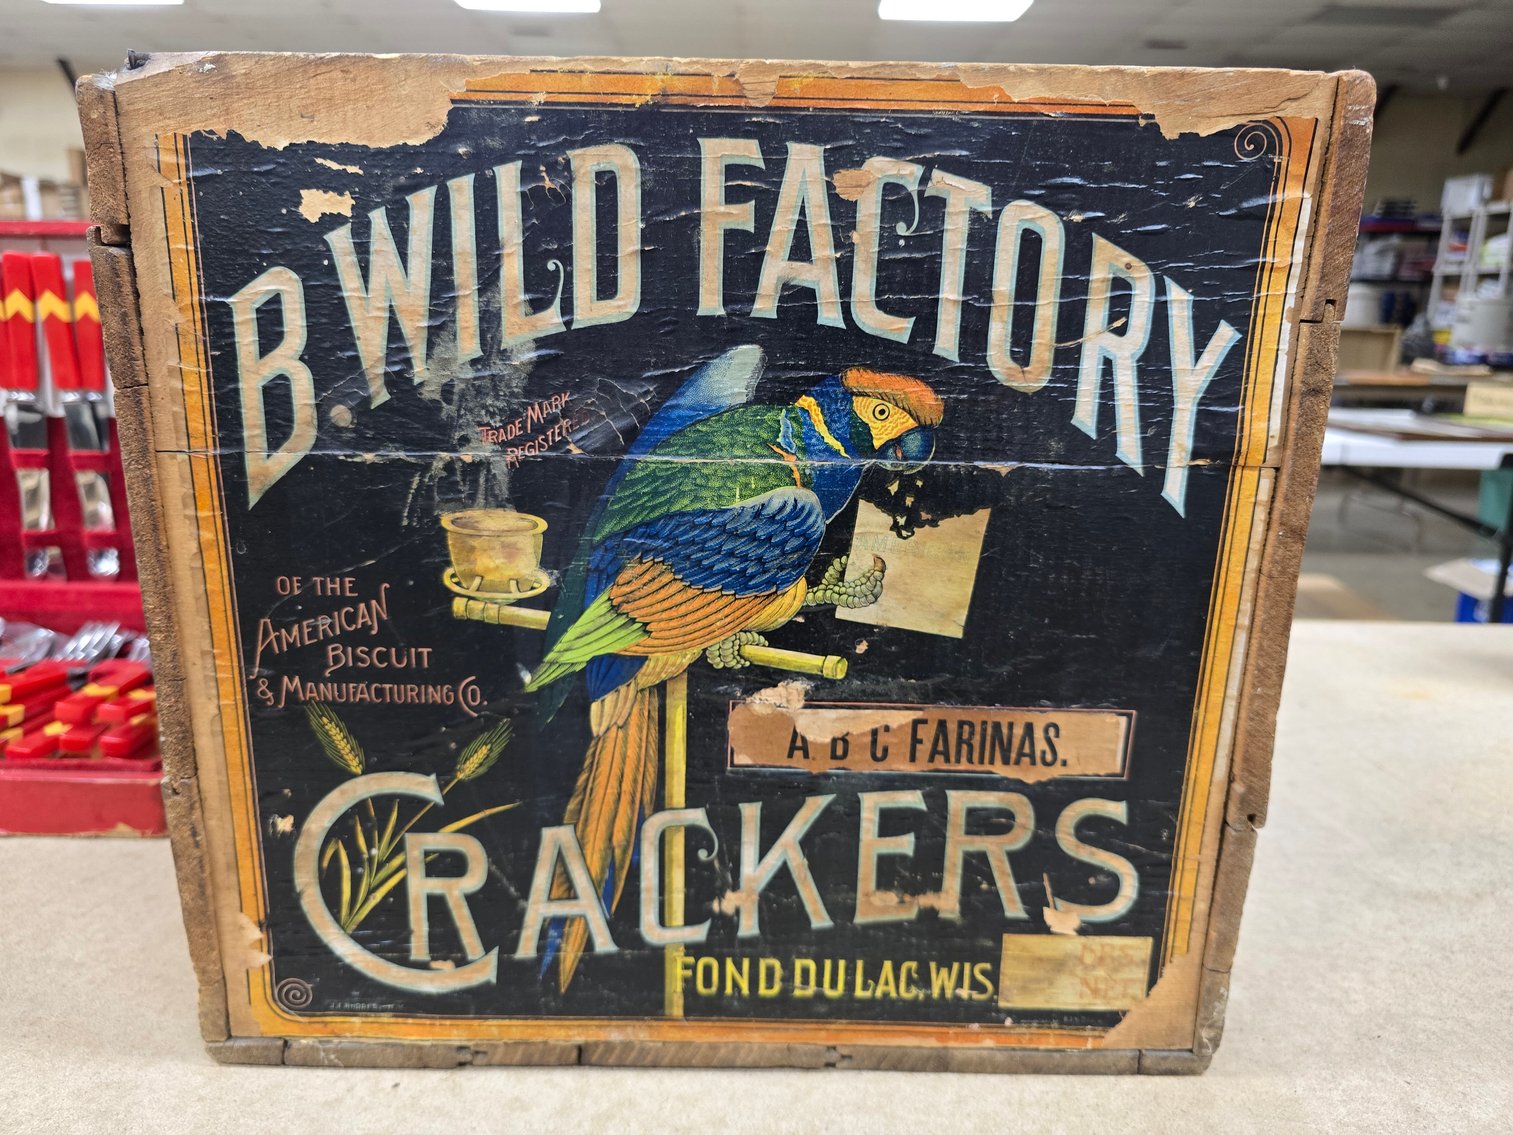 B. WILD FACTORY
TRADE MARK
REGISTERED
OF THE
AMERICAN
BISCUIT
& MANUFACTURING CO.
A B C FARINAS.
CRACKERS
FOND DU LAC, WIS.